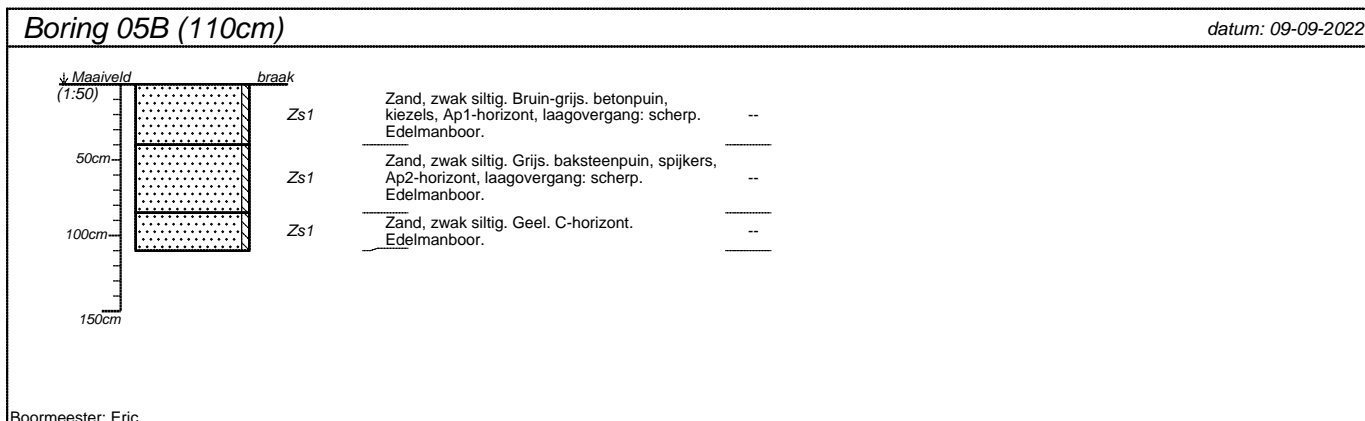 Boring 05B (110cm)
datum: 09-09-2022
Maaiveld
braak
(1:50)
Zs1
Zand, zwak siltig. Bruin-grijs. betonpuin,
kiezels, Ap1-horizont, laagovergang: scherp.
Edelmanboor.
--
50cm
Zs1
Zand, zwak siltig. Grijs. baksteenpuin, spijkers,
Ap2-horizont, laagovergang: scherp.
Edelmanboor.
--
100cm
Zs1
Zand, zwak siltig. Geel. C-horizont.
Edelmanboor.
--
150cm
Boormeester: Eric